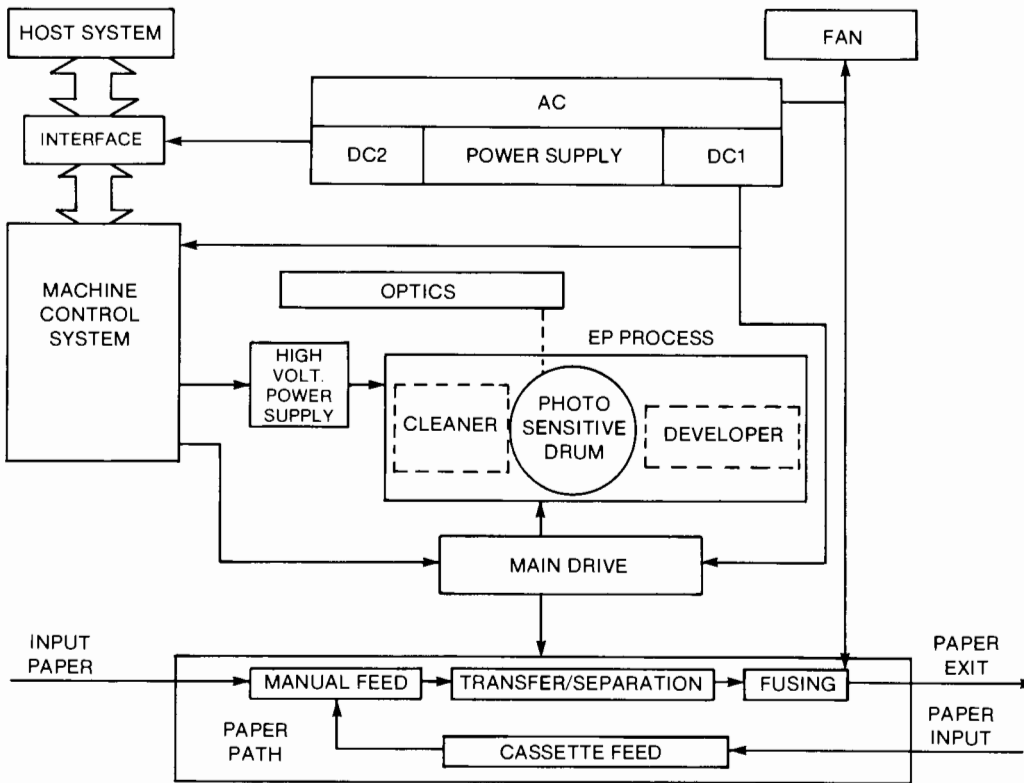 HOST SYSTEM
FAN
AC
INTERFACE
DC2
POWER SUPPLY
DC1
MACHINE
CONTROL
SYSTEM
OPTICS
EP PROCESS
HIGH
VOLT.
POWER
SUPPLY
CLEANER
PHOTO
SENSITIVE
DRUM
DEVELOPER
MAIN DRIVE
INPUT
PAPER
PAPER
EXIT
MANUAL FEED
TRANSFER/SEPARATION
FUSING
PAPER
PATH
CASSETTE FEED
PAPER
INPUT